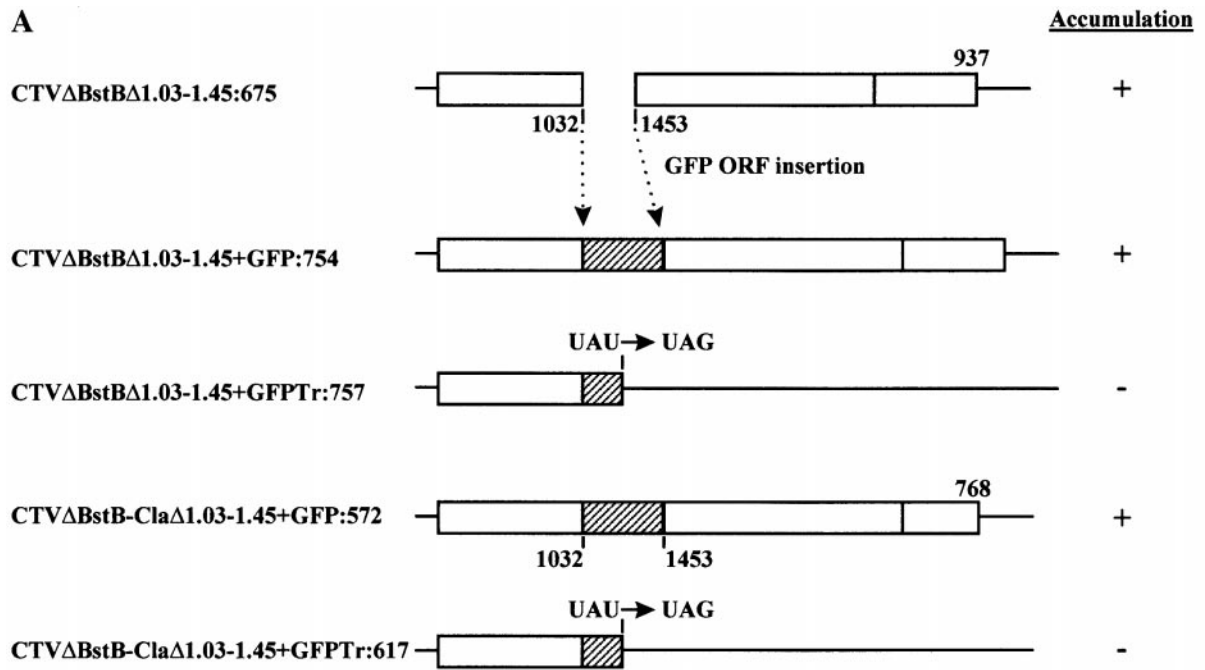 A
Accumulation
CTVΔBstBΔ1.03-1.45:675
937
+
1032
1453
GFP ORF insertion
CTVΔBstBΔ1.03-1.45+GFP:754
+
UAU UAG
CTVΔBstBΔ1.03-1.45+GFPTr:757
-
768
CTVΔBstB-ClaΔ1.03-1.45+GFP:572
+
1032
1453
UAU UAG
CTVΔBstB-ClaΔ1.03-1.45+GFPTr:617
-